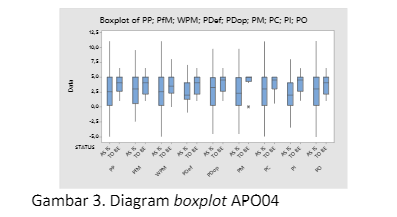 Boxplot of PP; PfM; WPM; PDef; PDop; PM; PC; PI; PO
12,5
10,0
7,5
5,0
2,5
0,0
-2,5
-5,0
Data
STATUS
AS IS TO BE AS IS TO BE AS IS TO BE AS IS TO BE AS IS TO BE AS IS TO BE AS IS TO BE AS IS TO BE AS IS TO BE
PP PfM WPM PDef PDop PM PC PI PO
Gambar 3. Diagram boxplot APO04